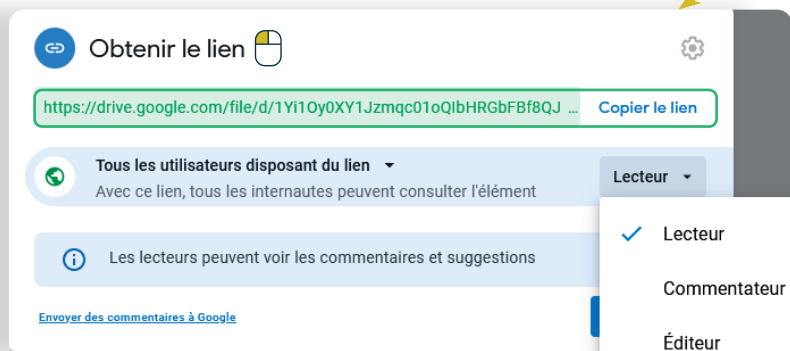 Obtenir le lien
https://drive.google.com/file/d/1Yi1Oy0XY1Jzmqc01oQIbHRGbFBf8QJ ... Copier le lien
Tous les utilisateurs disposant du lien
Avec ce lien, tous les internautes peuvent consulter l'élément
Lecteur
Lecteur
Les lecteurs peuvent voir les commentaires et suggestions
Commentateur
Envoyer des commentaires à Google
Éditeur